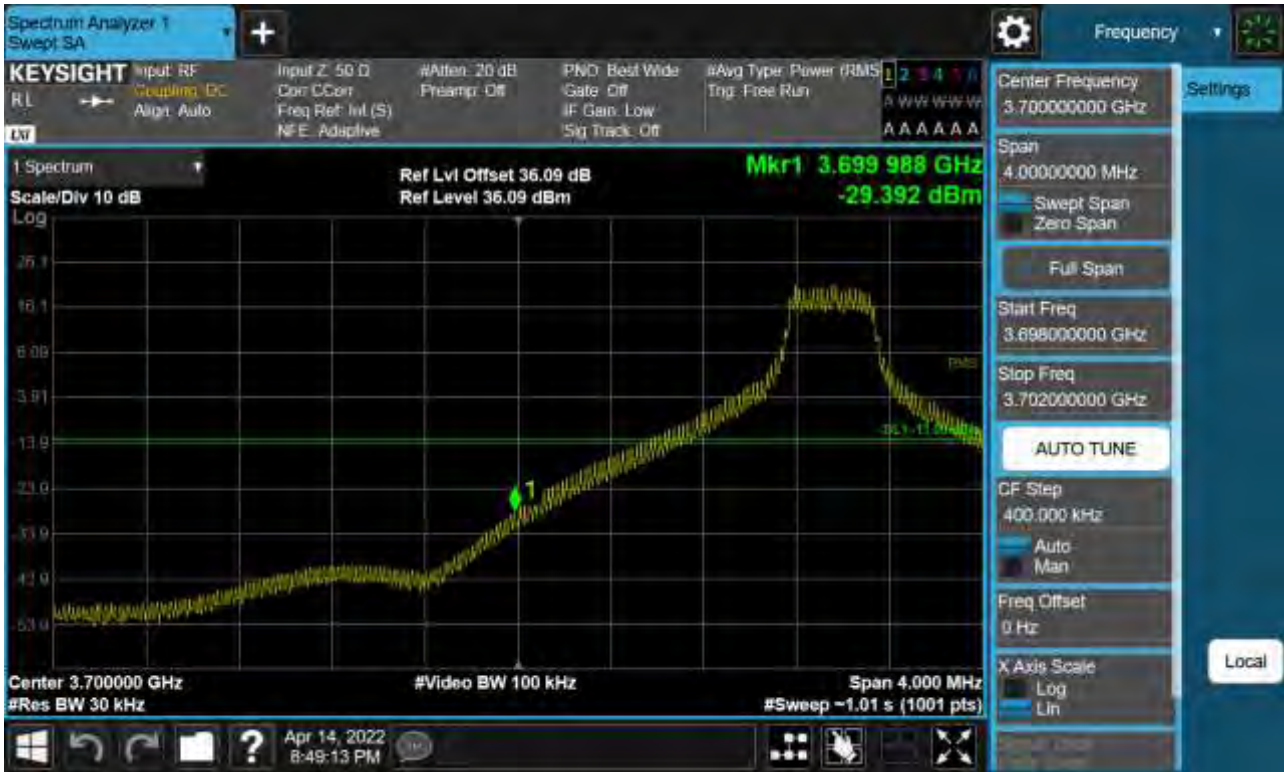 Spectrum Analyzer 1
Swept SA
Frequency
KEYSIGHT
RL
Input: RF
Coupling: DC
Align: Auto
Input Z: 50 Ω
Corr CCorr
Freq Ref: Int (S)
NFE: Adaptive
#Atten: 20 dB
Preamp: Off
PNO: Best Wide
Gate: Off
IF Gain: Low
Sig Track: Off
#Avg Type: Power (RMS
Trig: Free Run
1 2 3 4 5 6
A W W W W W
A A A A A A
LXI
1 Spectrum
Scale/Div 10 dB
Log
Ref Lvl Offset 36.09 dB
Ref Level 36.09 dBm
Mkr1 3.699 988 GHz
-29.392 dBm
26.1
16.1
6.09
-3.91
-13.9
-23.9
-33.9
-43.9
-53.9
RMS
1
Center 3.700000 GHz
#Res BW 30 kHz
#Video BW 100 kHz
Span 4.000 MHz
#Sweep ~1.01 s (1001 pts)
Center Frequency
3.700000000 GHz
Span
4.00000000 MHz
Swept Span
Zero Span
Full Span
Start Freq
3.698000000 GHz
Stop Freq
3.702000000 GHz
AUTO TUNE
CF Step
400.000 kHz
Auto
Man
Freq Offset
0 Hz
X Axis Scale
Log
Lin
Settings
Local
?
Apr 14, 2022
8:49:13 PM